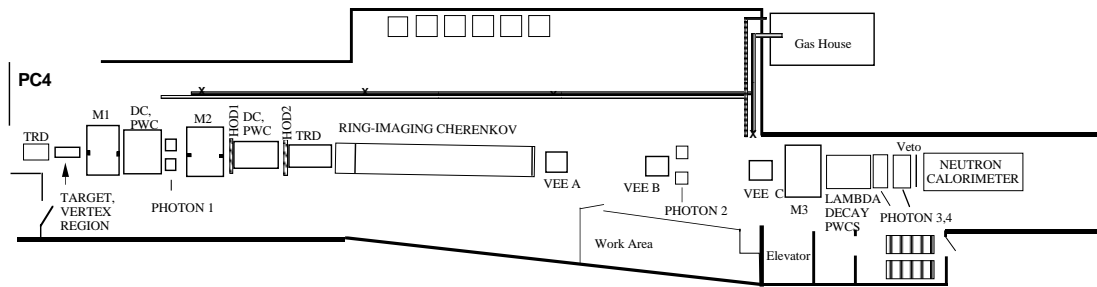 Gas House
PC4
M1
DC,
PWC
M2
HOD1
DC,
PWC
HOD2
TRD
RING-IMAGING CHERENKOV
TRD
TARGET,
VERTEX
REGION
PHOTON 1
VEE A
VEE B
PHOTON 2
VEE C
M3
LAMBDA
DECAY
PWCS
Veto
PHOTON 3,4
NEUTRON
CALORIMETER
Work Area
Elevator